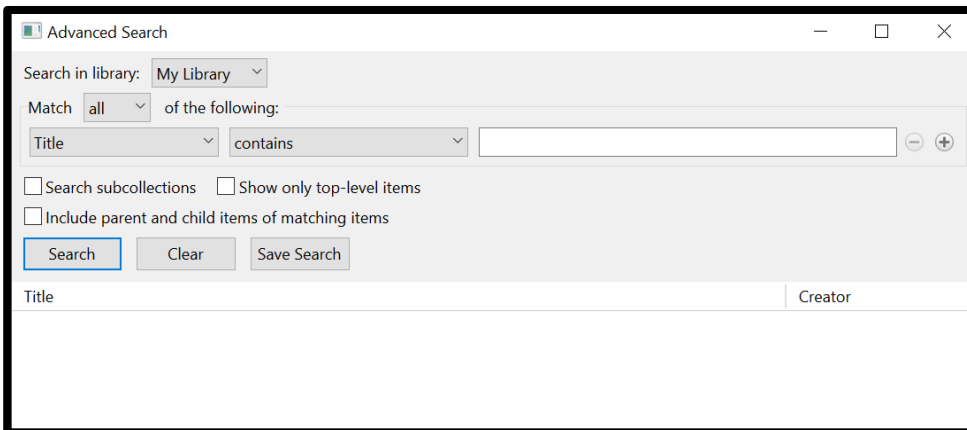 Advanced Search
Search in library: My Library
Match all of the following:
Title contains
Search subcollections Show only top-level items
Include parent and child items of matching items
Search Clear Save Search
Title Creator